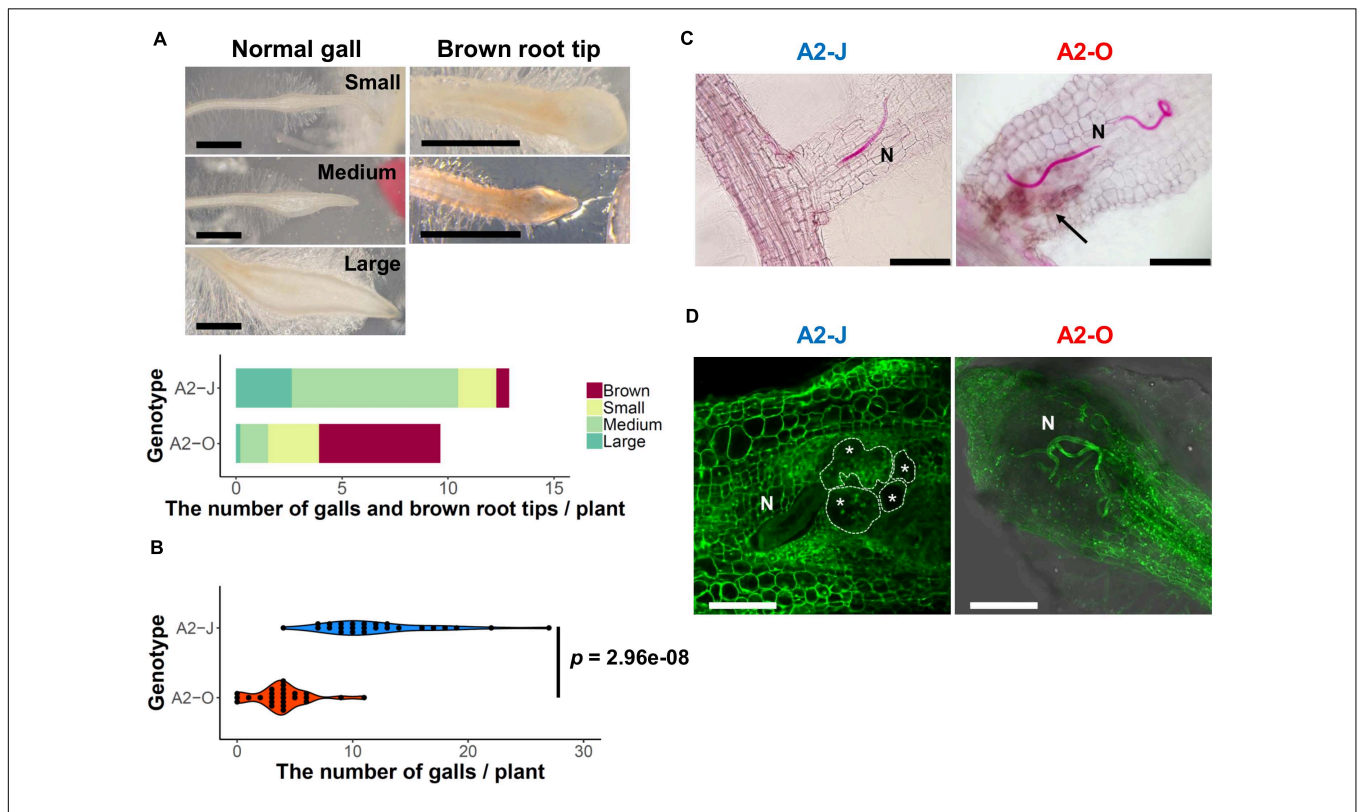 A
Normal gall
Brown root tip
Small
Medium
Large
Genotype
A2−J
A2−O
Brown
Small
Medium
Large
0 5 10 15
The number of galls and brown root tips / plant
B
Genotype
A2−J
A2−O
p = 2.96e-08
0 10 20 30
The number of galls / plant
C
A2-J
A2-O
N
N
D
A2-J
A2-O
N
* * * *
N